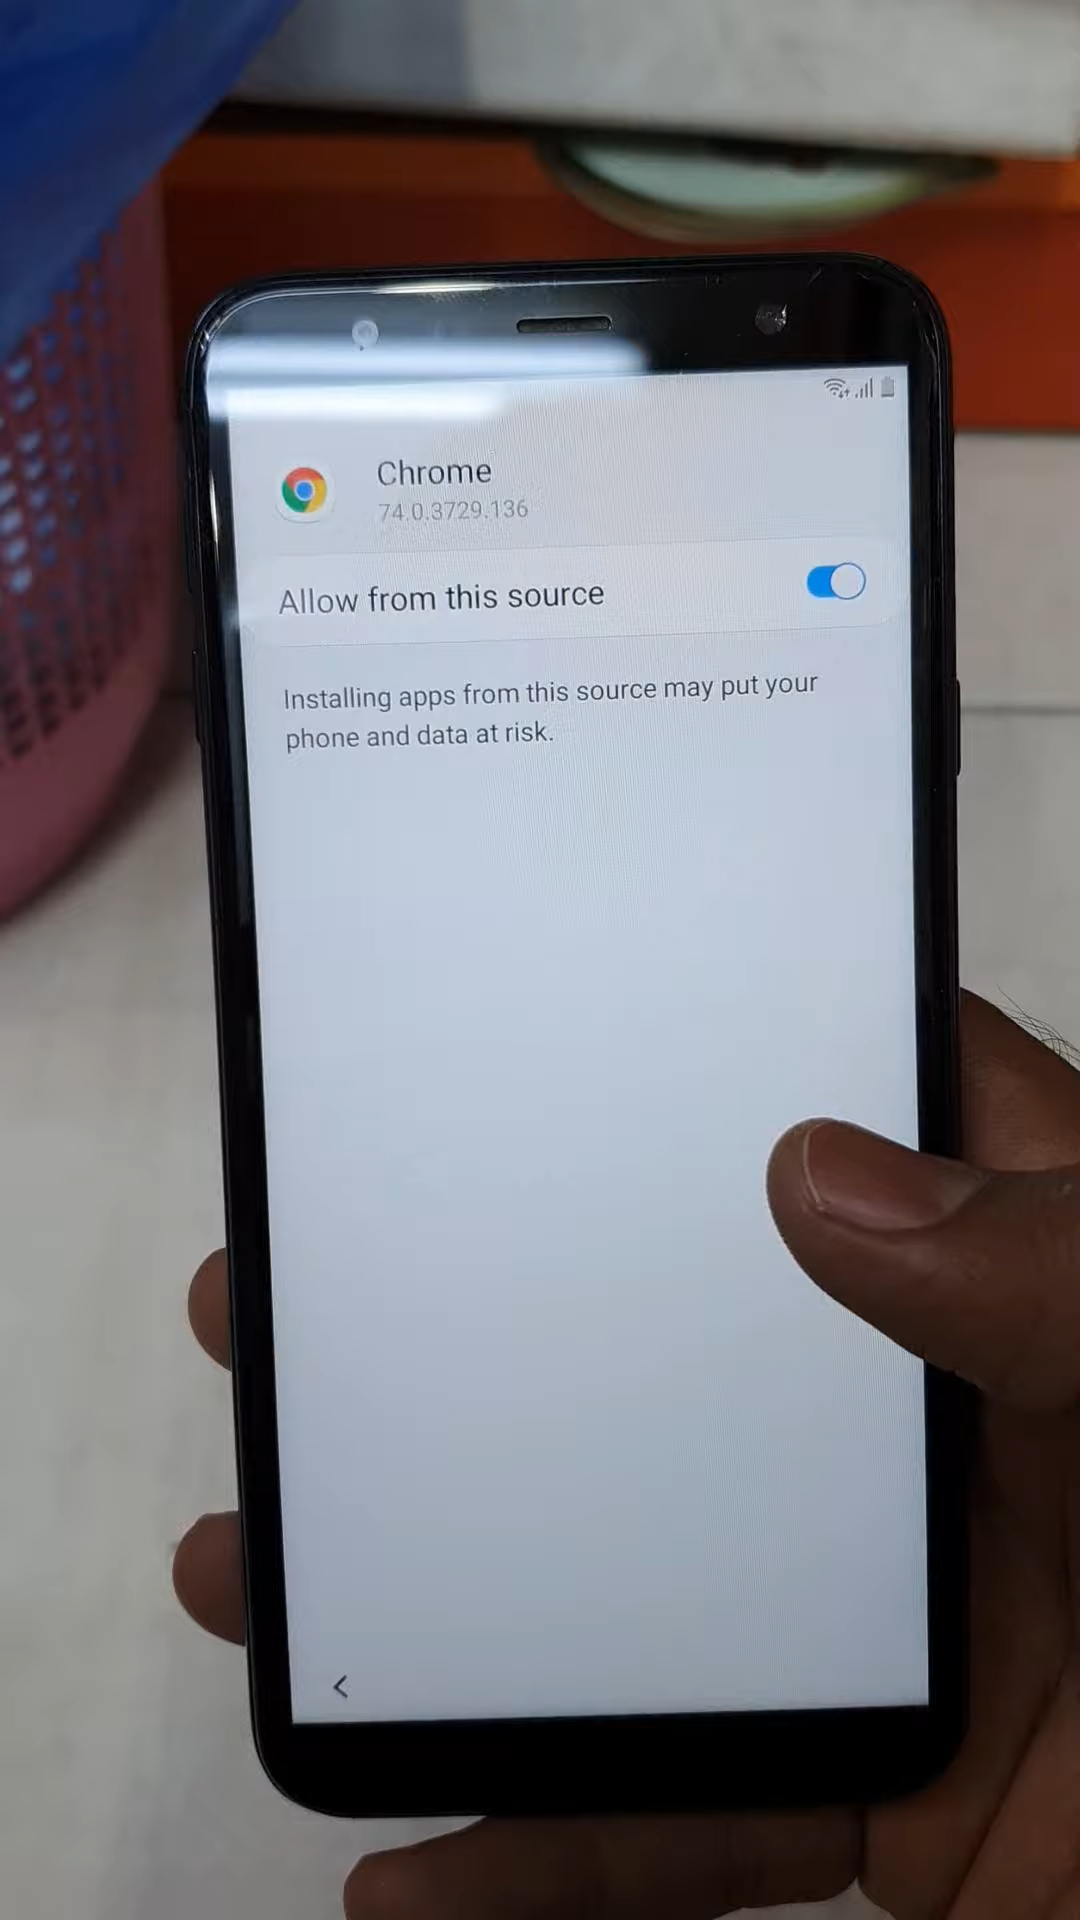 Chrome
74.0.3729.136
Allow from this source
Installing apps from this source may put your
phone and data at risk.